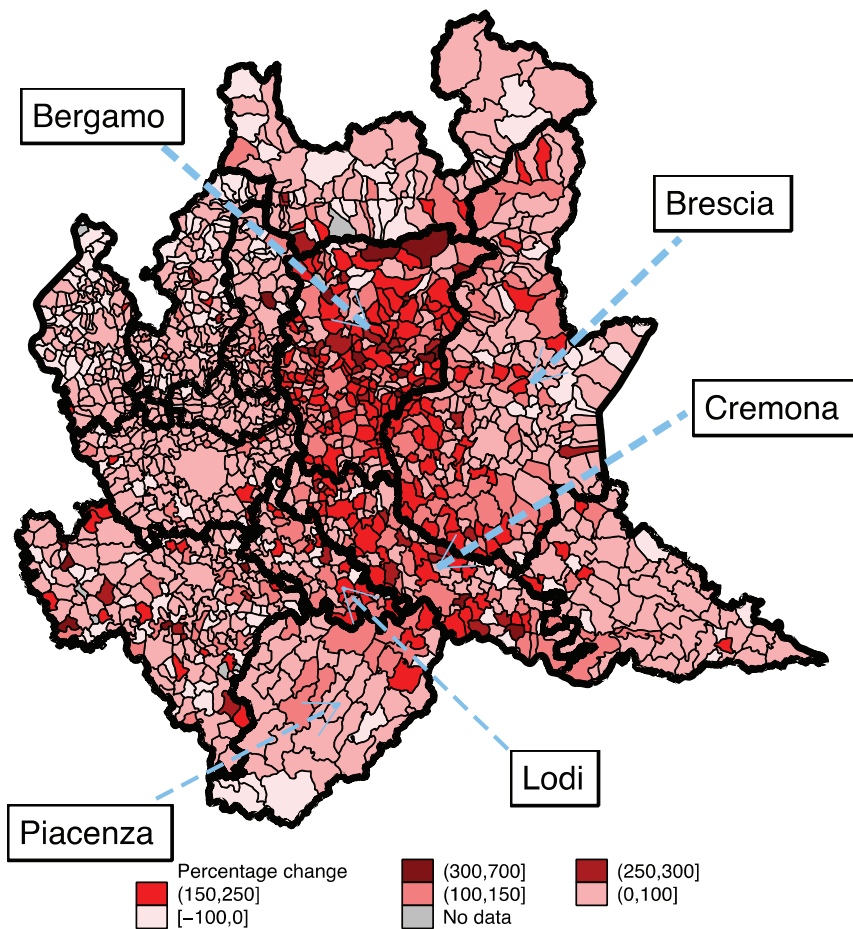 Bergamo
Brescia
Cremona
Lodi
Piacenza
Percentage change
(300,700]
(250,300]
(150,250]
(100,150]
(0,100]
[−100,0]
No data